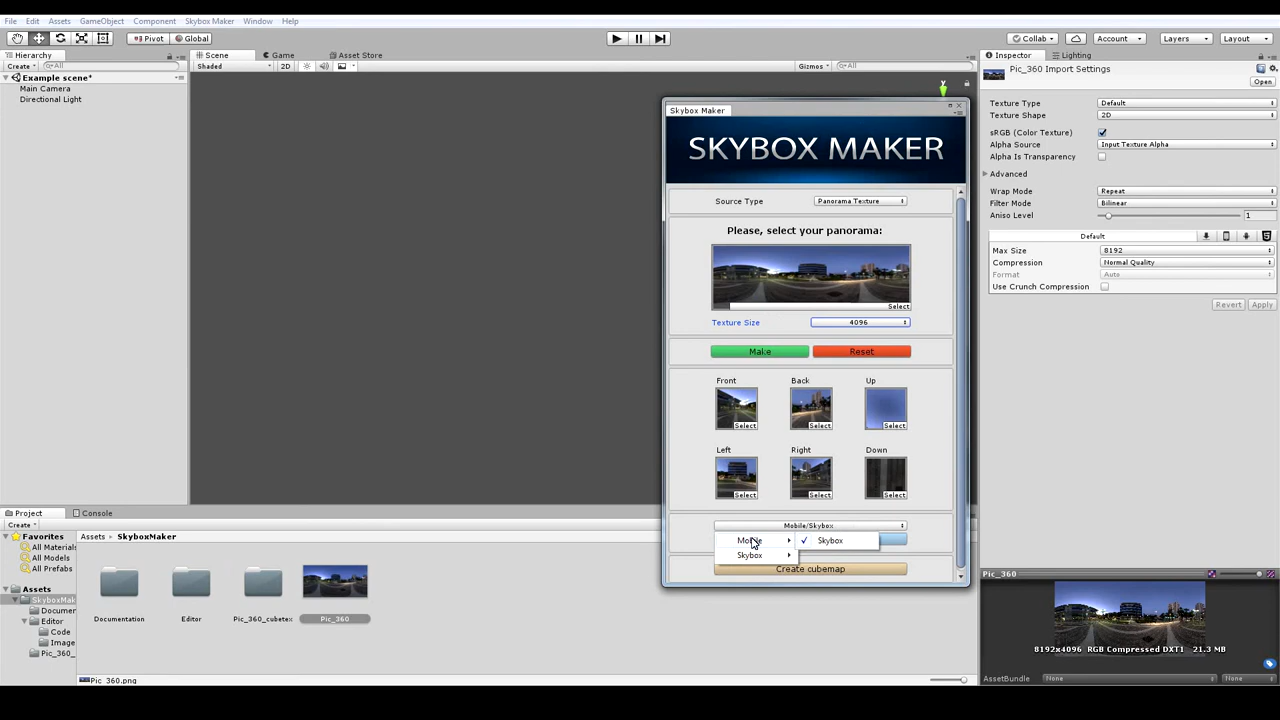 File Edit Assets GameObject Component Skybox Maker Window Help
Pivot Global Collab Account Layers Layout
Hierarchy Scene Game Asset Store Inspector Lighting
Create All Shaded 2D Gizmos All Pic_360 Import Settings
Open
Example scene*
Main Camera
Directional Light
y
Skybox Maker
SKYBOX MAKER
Source Type Panorama Texture
Please, select your panorama:
Select
Texture Size 4096
Make Reset
Front Back Up
Select Select Select
Left Right Down
Select Select Select
Mobile/Skybox
Mobile Skybox
Skybox
Create cubemap
Texture Type Default
Texture Shape 2D
sRGB (Color Texture)
Alpha Source Input Texture Alpha
Alpha Is Transparency
Advanced
Wrap Mode Repeat
Filter Mode Bilinear
Aniso Level 1
Default
Max Size 8192
Compression Normal Quality
Format Auto
Use Crunch Compression
Revert Apply
Project Console
Create
Favorites
All Materials
All Models
All Prefabs
Assets
SkyboxMak
Documen
Editor
Code
Image
Pic_360_
Assets SkyboxMaker
Documentation Editor Pic_360_cubete Pic_360
Pic_360.png
Pic_360
8192x4096 RGB Compressed DXT1 21.3 MB
AssetBundle None None